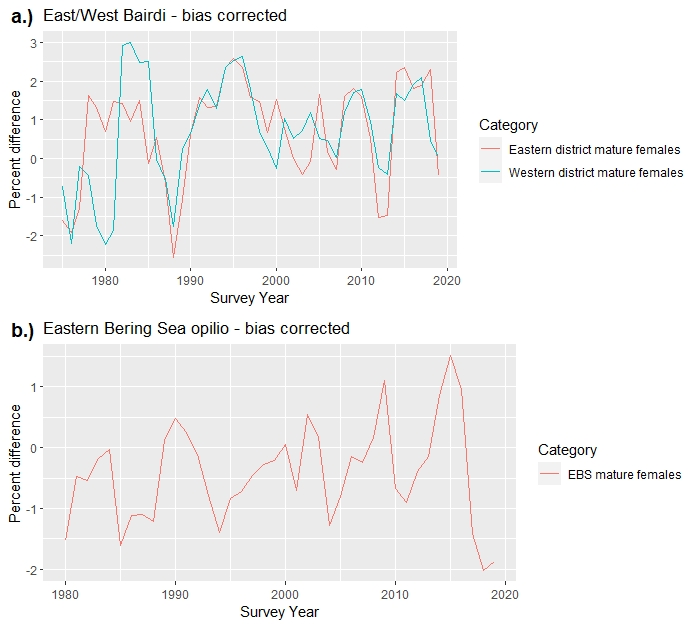 a.) East/West Bairdi - bias corrected
3
2
1
0
-1
-2
Percent difference
1980 1990 2000 2010 2020
Survey Year
Category
Eastern district mature females
Western district mature females
b.) Eastern Bering Sea opilio - bias corrected
1
0
-1
-2
Percent difference
1980 1990 2000 2010 2020
Survey Year
Category
EBS mature females